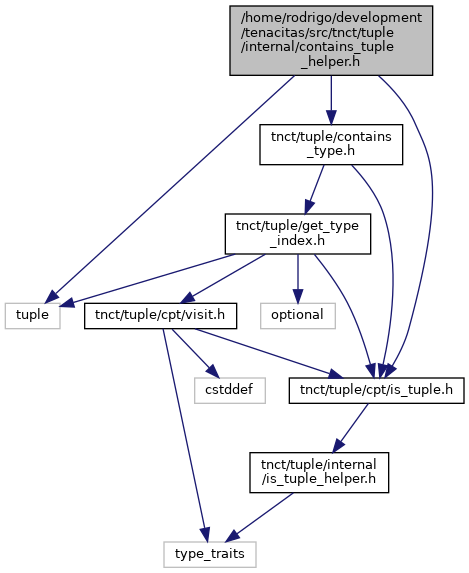 /home/rodrigo/development
/tenacitas/src/tnct/tuple
/internal/contains_tuple
_helper.h
tnct/tuple/contains
_type.h
tnct/tuple/get_type
_index.h
tuple
tnct/tuple/cpt/visit.h
optional
cstddef
tnct/tuple/cpt/is_tuple.h
tnct/tuple/internal
/is_tuple_helper.h
type_traits